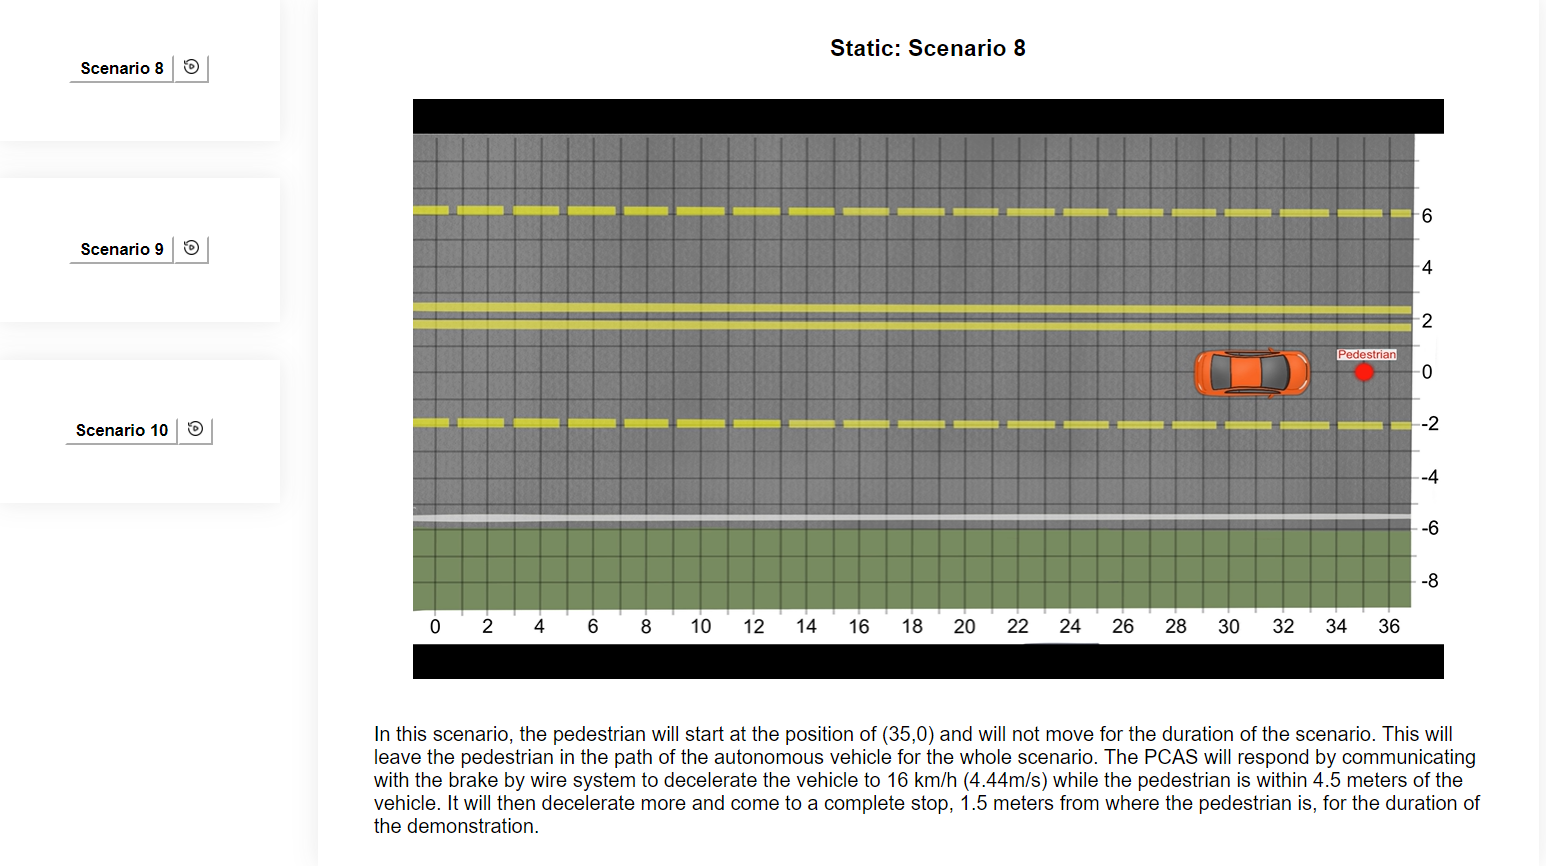 Scenario 8
Scenario 9
Scenario 10
Static: Scenario 8
6
4
2
Pedestrian
0
-2
-4
-6
-8
0 2 4 6 8 10 12 14 16 18 20 22 24 26 28 30 32 34 36
In this scenario, the pedestrian will start at the position of (35,0) and will not move for the duration of the scenario. This will
leave the pedestrian in the path of the autonomous vehicle for the whole scenario. The PCAS will respond by communicating
with the brake by wire system to decelerate the vehicle to 16 km/h (4.44m/s) while the pedestrian is within 4.5 meters of the
vehicle. It will then decelerate more and come to a complete stop, 1.5 meters from where the pedestrian is, for the duration of
the demonstration.